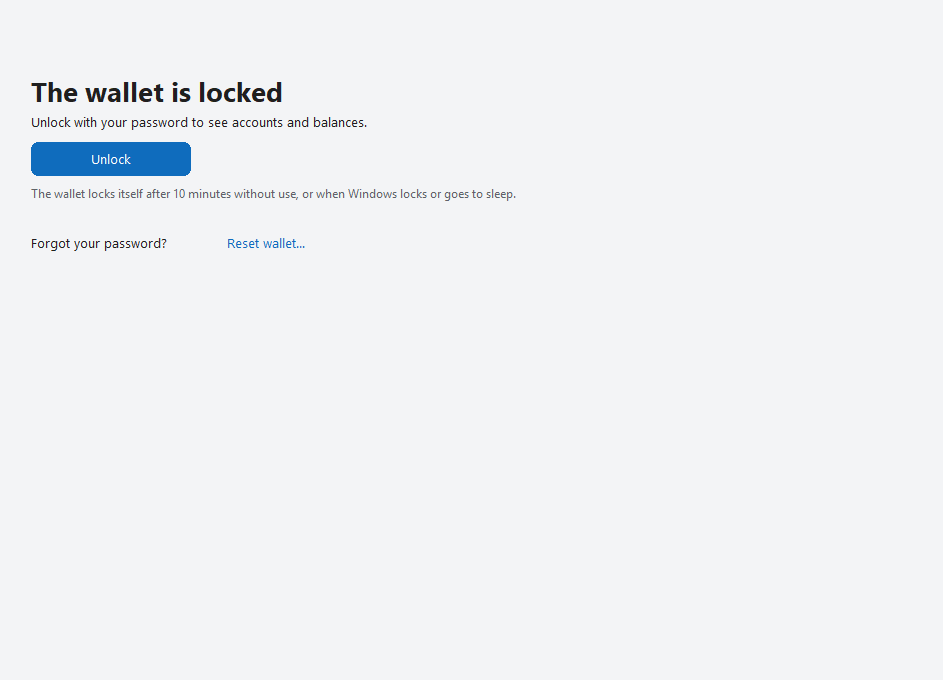 The wallet is locked
Unlock with your password to see accounts and balances.
Unlock
The wallet locks itself after 10 minutes without use, or when Windows locks or goes to sleep.
Forgot your password? Reset wallet...